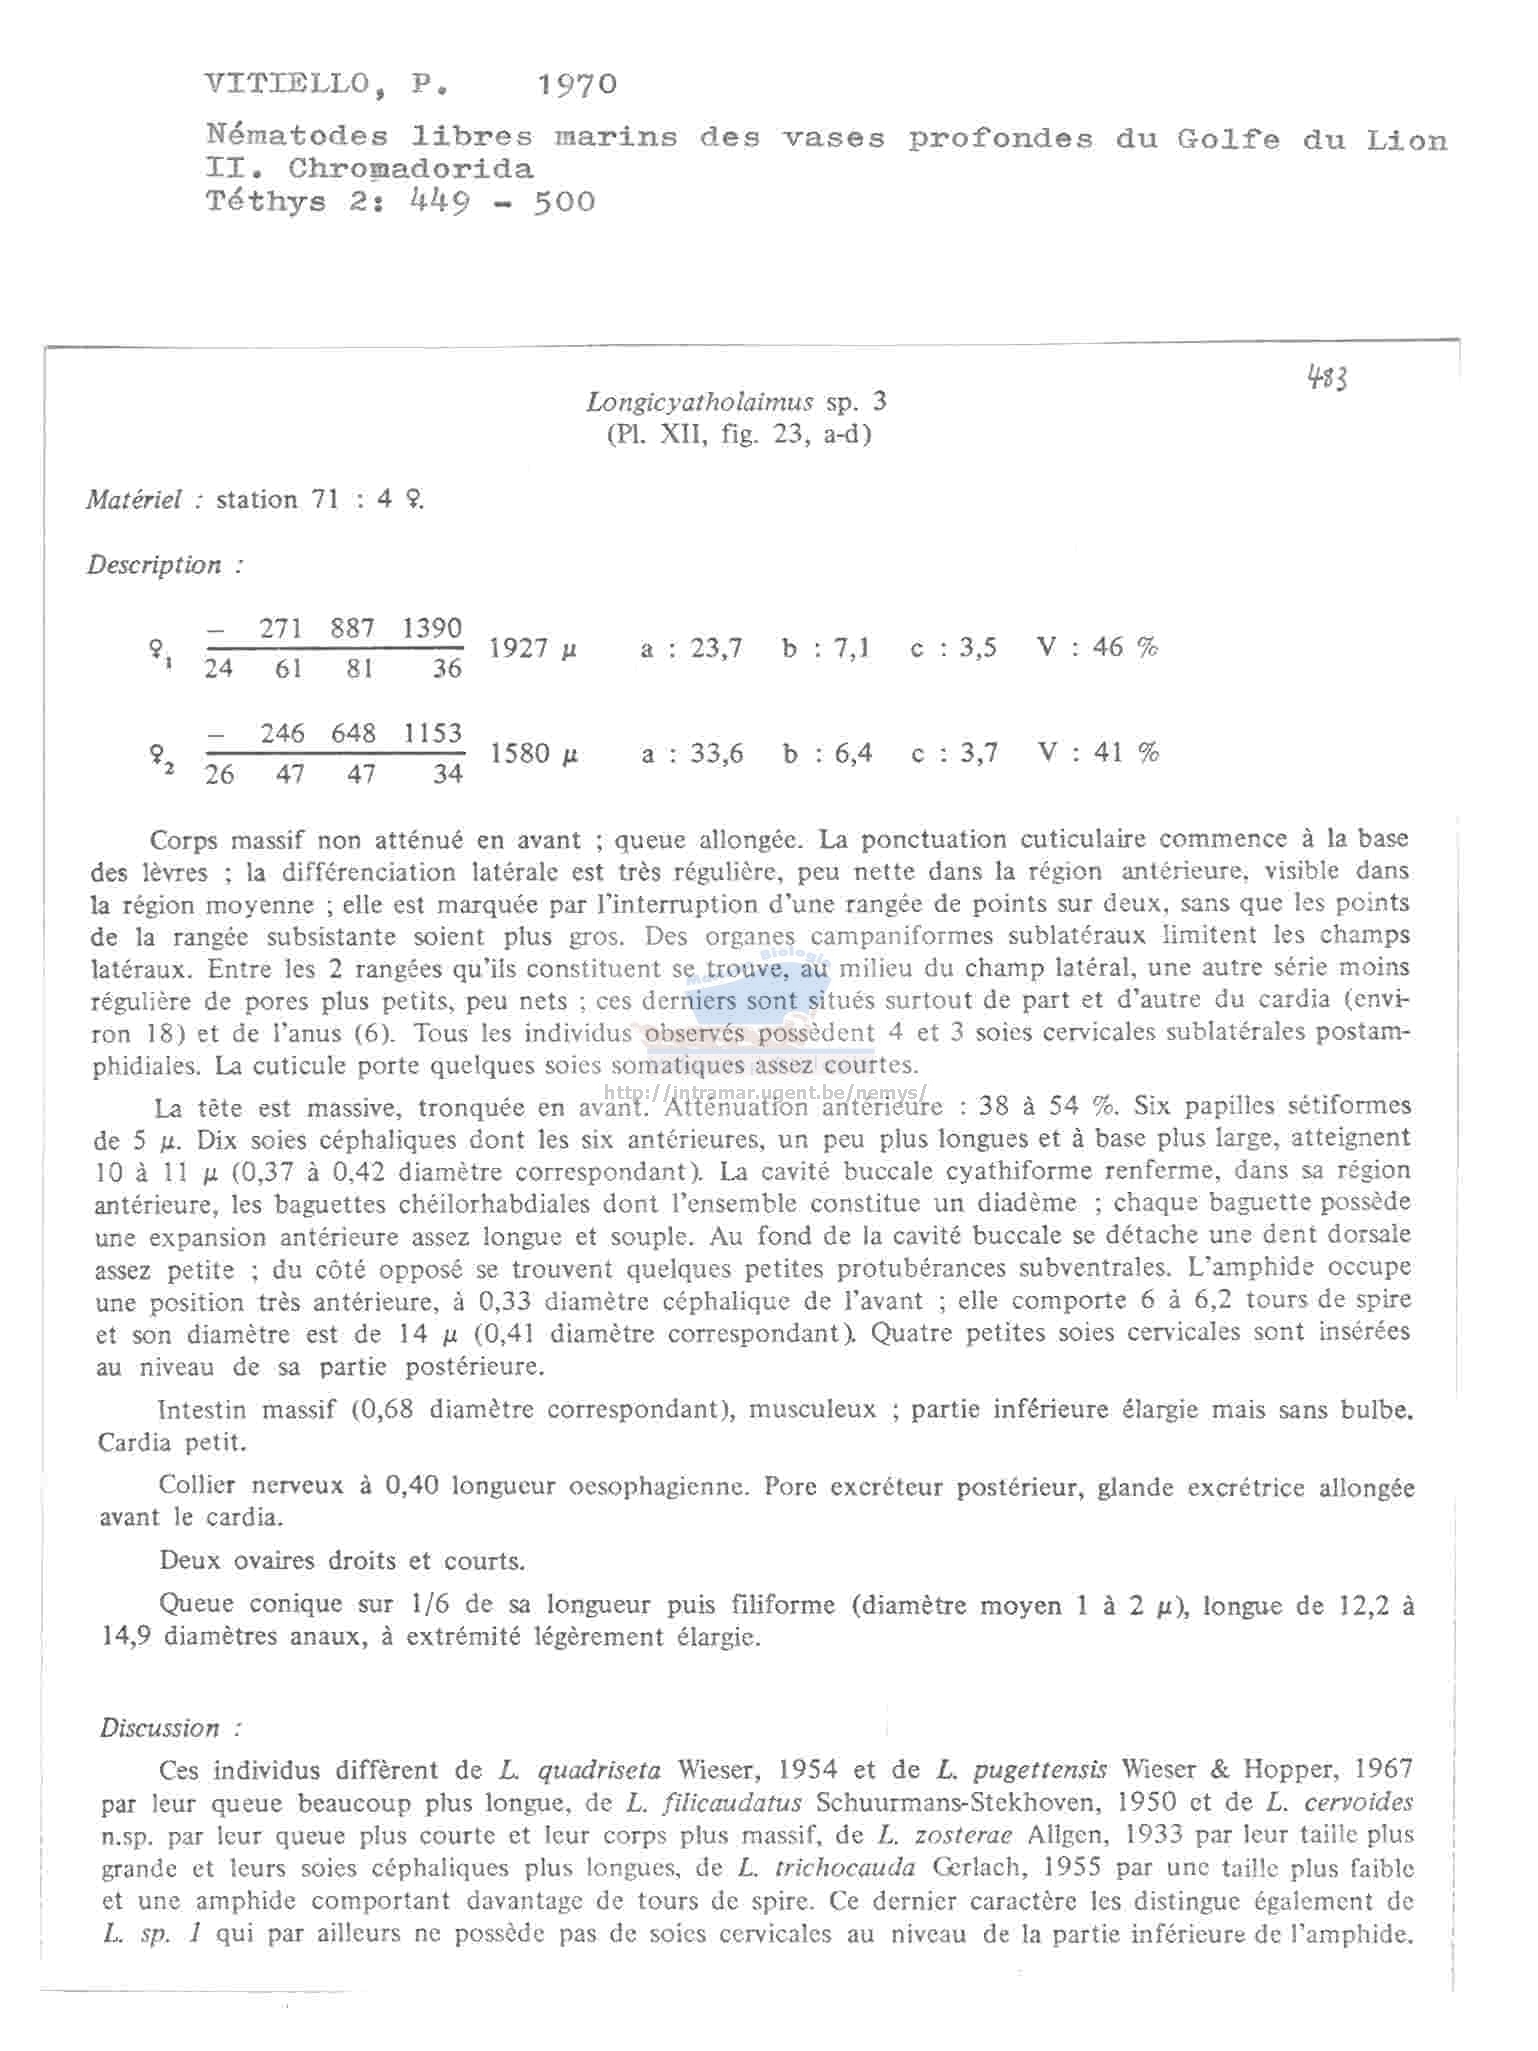 VITIELLO, P. 1970
Nématodes libres marins des vases profondes du Golfe du Lion
II. Chromadorida
Téthys 2: 449 - 500
483
Longicyatholaimus sp. 3
(Pl. XII, fig. 23, a-d)
Matériel : station 71 : 4 ♀.
Description :
♀1 – 271 887 1390
24 61 81 36 1927 µ a : 23,7 b : 7,1 c : 3,5 V : 46 %
♀2 – 246 648 1153
26 47 47 34 1580 µ a : 33,6 b : 6,4 c : 3,7 V : 41 %
Corps massif non atténué en avant ; queue allongée. La ponctuation cuticulaire commence à la base
des lèvres ; la différenciation latérale est très régulière, peu nette dans la région antérieure, visible dans
la région moyenne ; elle est marquée par l'interruption d'une rangée de points sur deux, sans que les points
de la rangée subsistante soient plus gros. Des organes campaniformes sublatéraux limitent les champs
latéraux. Entre les 2 rangées qu'ils constituent se trouve, au milieu du champ latéral, une autre série moins
régulière de pores plus petits, peu nets ; ces derniers sont situés surtout de part et d'autre du cardia (envi-
ron 18) et de l'anus (6). Tous les individus observés possèdent 4 et 3 soies cervicales sublatérales postam-
phidiales. La cuticule porte quelques soies somatiques assez courtes.
http://intramar.ugent.be/nemys/
La tête est massive, tronquée en avant. Atténuation antérieure : 38 à 54 %. Six papilles sétiformes
de 5 µ. Dix soies céphaliques dont les six antérieures, un peu plus longues et à base plus large, atteignent
10 à 11 µ (0,37 à 0,42 diamètre correspondant). La cavité buccale cyathiforme renferme, dans sa région
antérieure, les baguettes chéilorhabdiales dont l'ensemble constitue un diadème ; chaque baguette possède
une expansion antérieure assez longue et souple. Au fond de la cavité buccale se détache une dent dorsale
assez petite ; du côté opposé se trouvent quelques petites protubérances subventrales. L'amphide occupe
une position très antérieure, à 0,33 diamètre céphalique de l'avant ; elle comporte 6 à 6,2 tours de spire
et son diamètre est de 14 µ (0,41 diamètre correspondant). Quatre petites soies cervicales sont insérées
au niveau de sa partie postérieure.
Intestin massif (0,68 diamètre correspondant), musculeux ; partie inférieure élargie mais sans bulbe.
Cardia petit.
Collier nerveux à 0,40 longueur oesophagienne. Pore excréteur postérieur, glande excrétrice allongée
avant le cardia.
Deux ovaires droits et courts.
Queue conique sur 1/6 de sa longueur puis filiforme (diamètre moyen 1 à 2 µ), longue de 12,2 à
14,9 diamètres anaux, à extrémité légèrement élargie.
Discussion :
Ces individus diffèrent de L. quadriseta Wieser, 1954 et de L. pugettensis Wieser & Hopper, 1967
par leur queue beaucoup plus longue, de L. filicaudatus Schuurmans-Stekhoven, 1950 et de L. cervoides
n.sp. par leur queue plus courte et leur corps plus massif, de L. zosterae Allgen, 1933 par leur taille plus
grande et leurs soies céphaliques plus longues, de L. trichocauda Gerlach, 1955 par une taille plus faible
et une amphide comportant davantage de tours de spire. Ce dernier caractère les distingue également de
L. sp. 1 qui par ailleurs ne possède pas de soies cervicales au niveau de la partie inférieure de l'amphide.